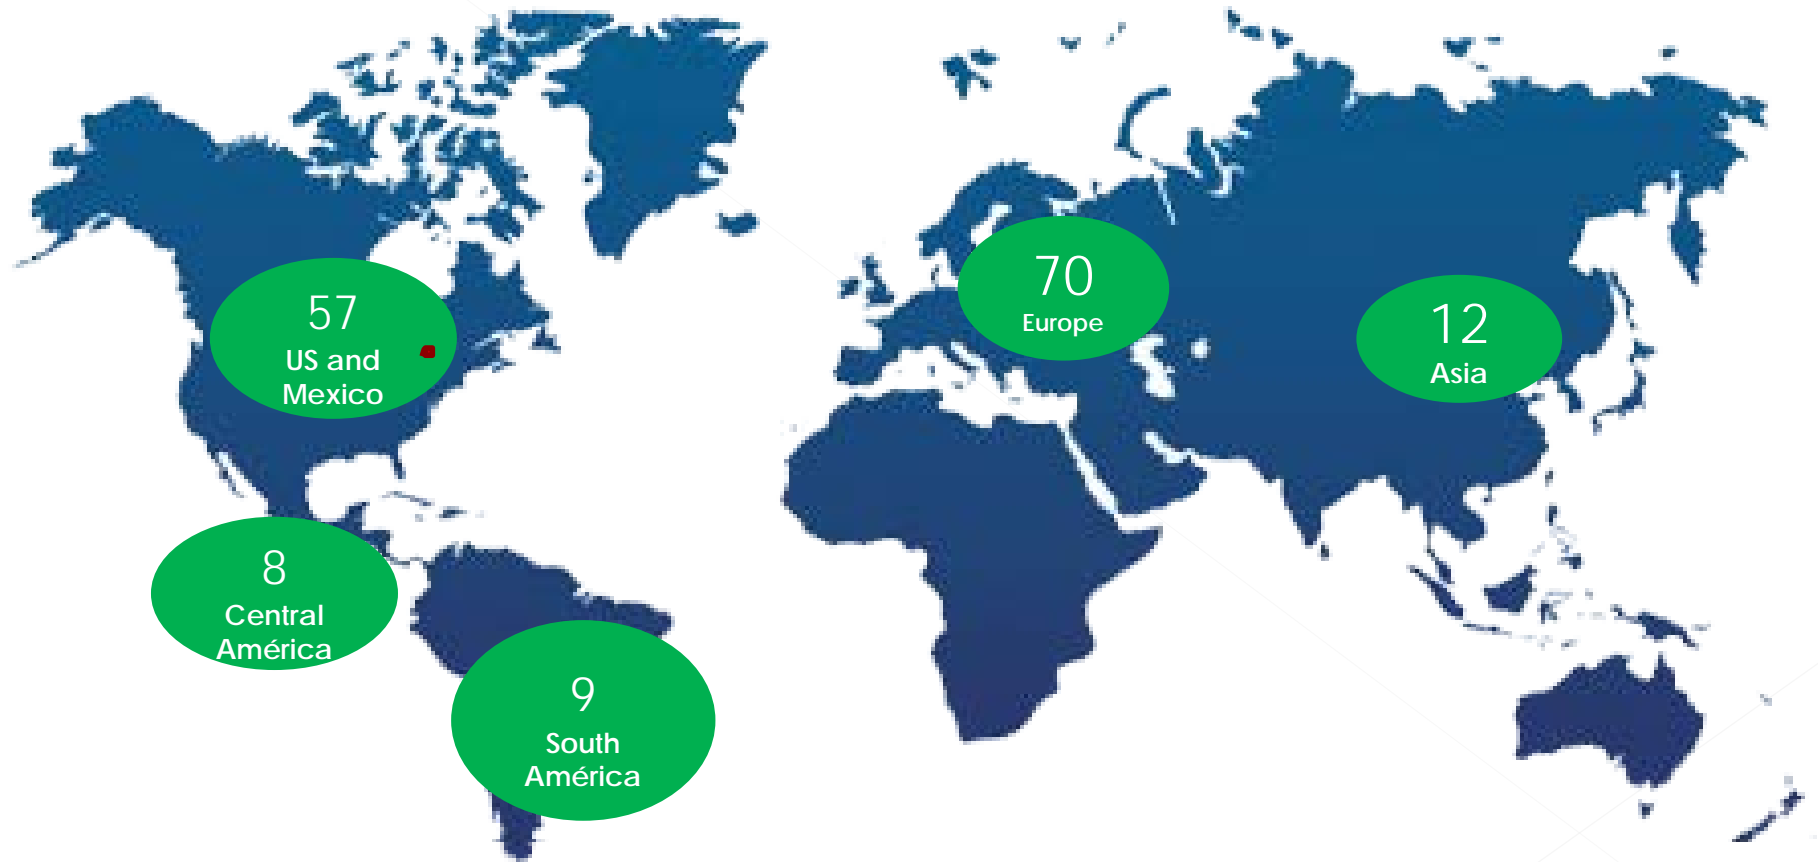 57
US and
Mexico
70
Europe
12
Asia
8
Central
América
9
South
América